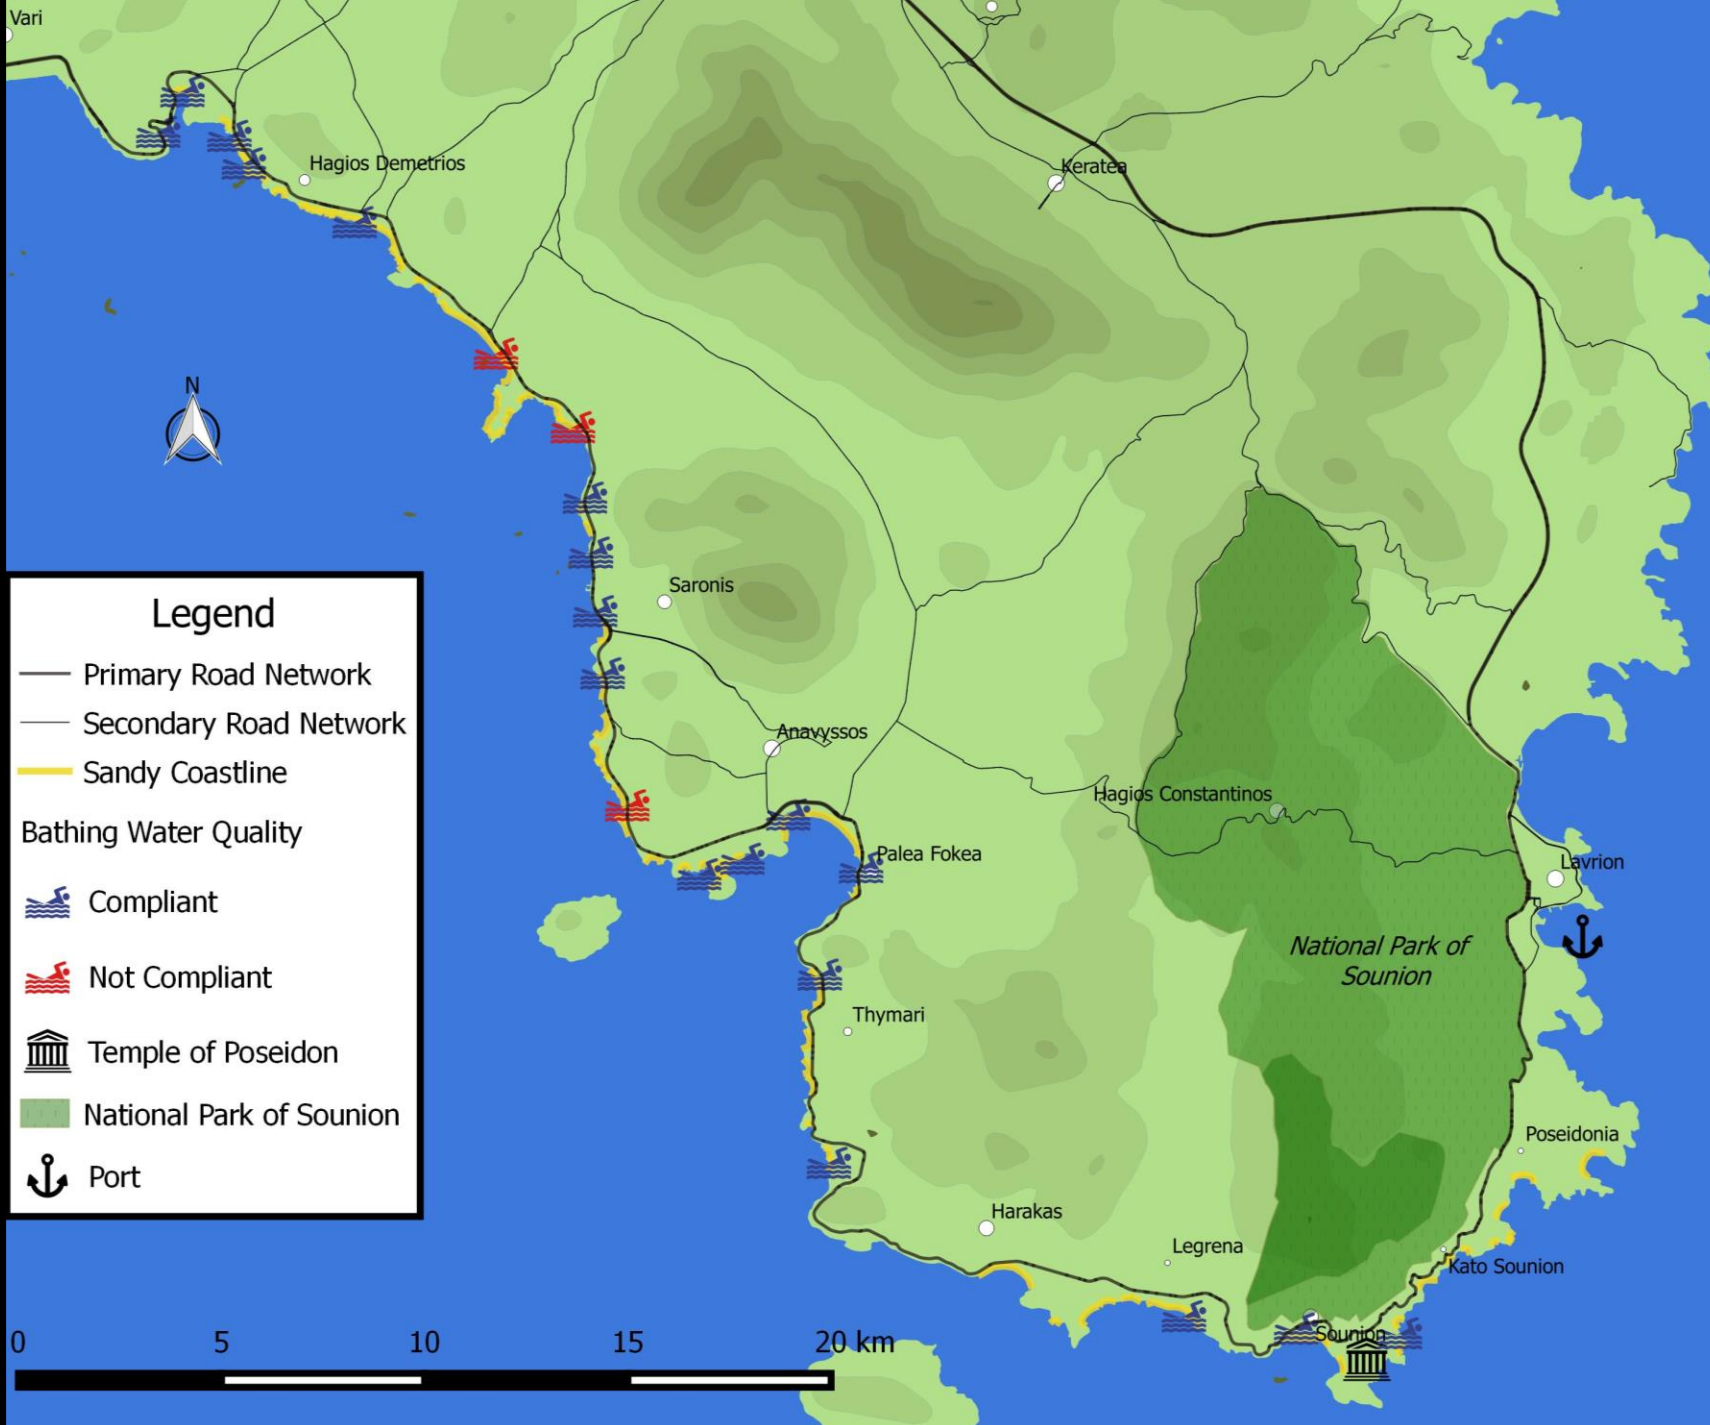 Vari
Hagios Demetrios
Keratea
N
Saronis
Legend
Primary Road Network
Secondary Road Network
Sandy Coastline
Bathing Water Quality
Compliant
Not Compliant
Temple of Poseidon
National Park of Sounion
Port
Anavyssos
Hagios Constantinos
Palea Fokea
Lavrion
National Park of
Sounion
Thymari
Poseidonia
Harakas
Legrena
Kato Sounion
Sounion
0 5 10 15 20 km